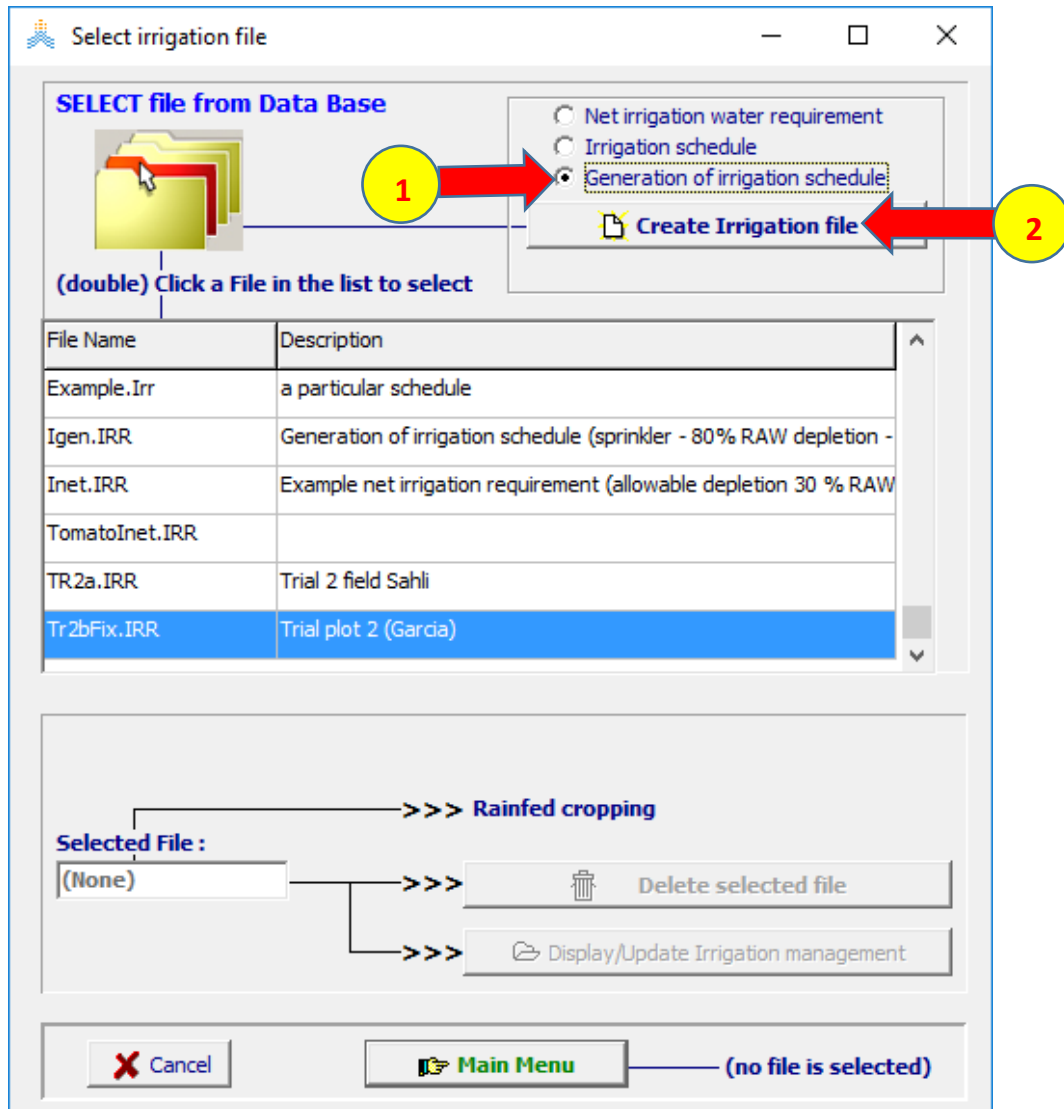 Select irrigation file
SELECT file from Data Base
Net irrigation water requirement
Irrigation schedule
1
Generation of irrigation schedule
Create Irrigation file
2
(double) Click a File in the list to select
File Name Description
Example.Irr a particular schedule
Igen.IRR Generation of irrigation schedule (sprinkler - 80% RAW depletion -
Inet.IRR Example net irrigation requirement (allowable depletion 30 % RAW
TomatoInet.IRR
TR2a.IRR Trial 2 field Sahli
Tr2bFix.IRR Trial plot 2 (Garcia)
>>> Rainfed cropping
Selected File :
(None) >>> Delete selected file
>>> Display/Update Irrigation management
Cancel Main Menu (no file is selected)